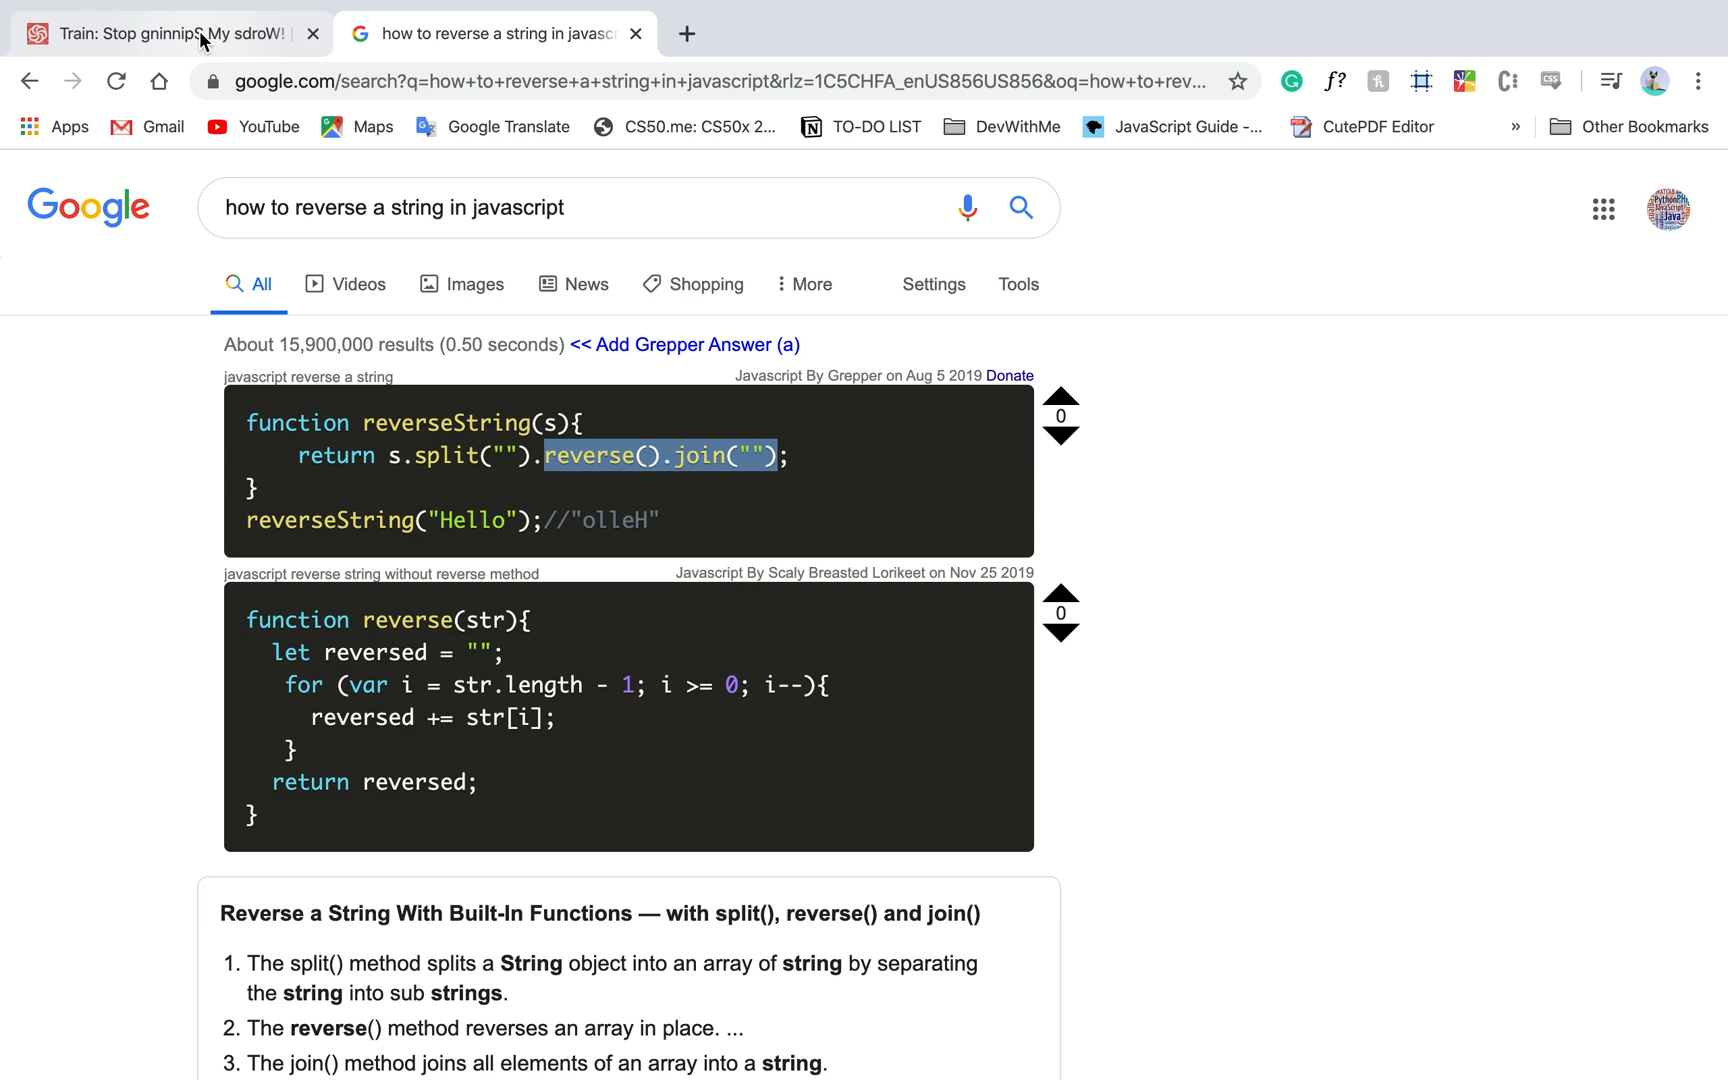 Train: Stop gninnipS My sdroW! |
how to reverse a string in javasc
google.com/search?q=how+to+reverse+a+string+in+javascript&rlz=1C5CHFA_enUS856US856&oq=how+to+rev...
Apps Gmail YouTube Maps Google Translate CS50.me: CS50x 2... TO-DO LIST DevWithMe JavaScript Guide -... CutePDF Editor » Other Bookmarks
Google how to reverse a string in javascript
All Videos Images News Shopping More Settings Tools
About 15,900,000 results (0.50 seconds) << Add Grepper Answer (a)
javascript reverse a string Javascript By Grepper on Aug 5 2019 Donate
function reverseString(s){
return s.split("").reverse().join("");
}
reverseString("Hello");//"olleH"
0
javascript reverse string without reverse method Javascript By Scaly Breasted Lorikeet on Nov 25 2019
function reverse(str){
let reversed = "";
for (var i = str.length - 1; i >= 0; i--){
reversed += str[i];
}
return reversed;
}
0
Reverse a String With Built-In Functions — with split(), reverse() and join()
1. The split() method splits a String object into an array of string by separating
the string into sub strings.
2. The reverse() method reverses an array in place. ...
3. The join() method joins all elements of an array into a string.